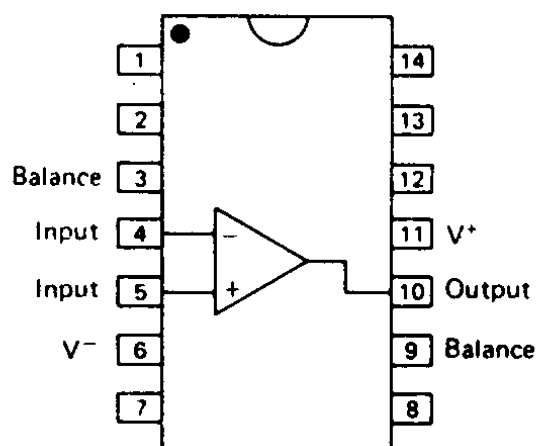 1 14
2 13
Balance 3 12
Input 4 − 11 V⁺
Input 5 + 10 Output
V⁻ 6 9 Balance
7 8